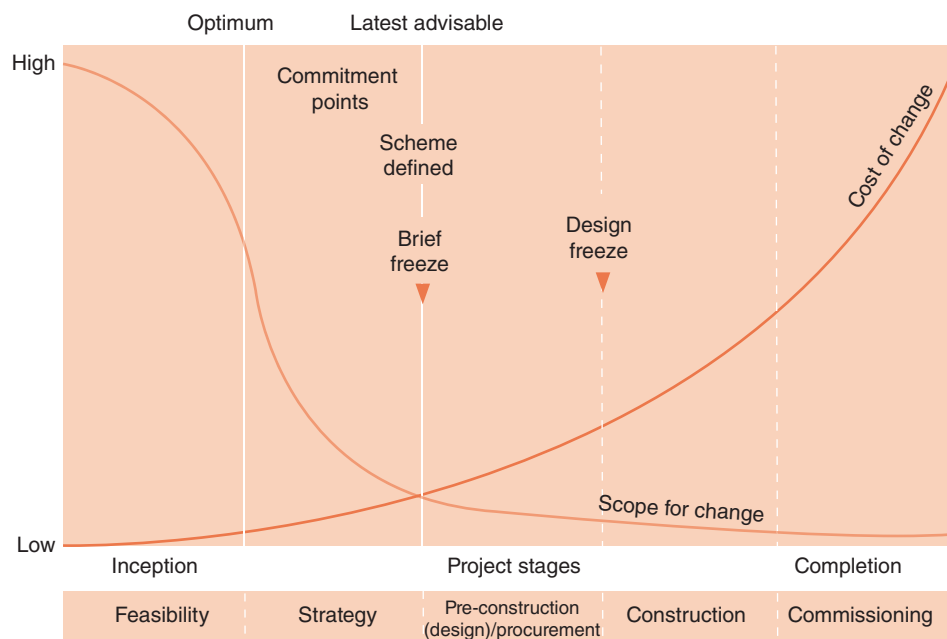 Optimum
Latest advisable
High
Commitment
points
Scheme
defined
Brief
freeze
Design
freeze
Cost of change
Scope for change
Low
Inception
Project stages
Completion
Feasibility
Strategy
Pre-construction
(design)/procurement
Construction
Commissioning